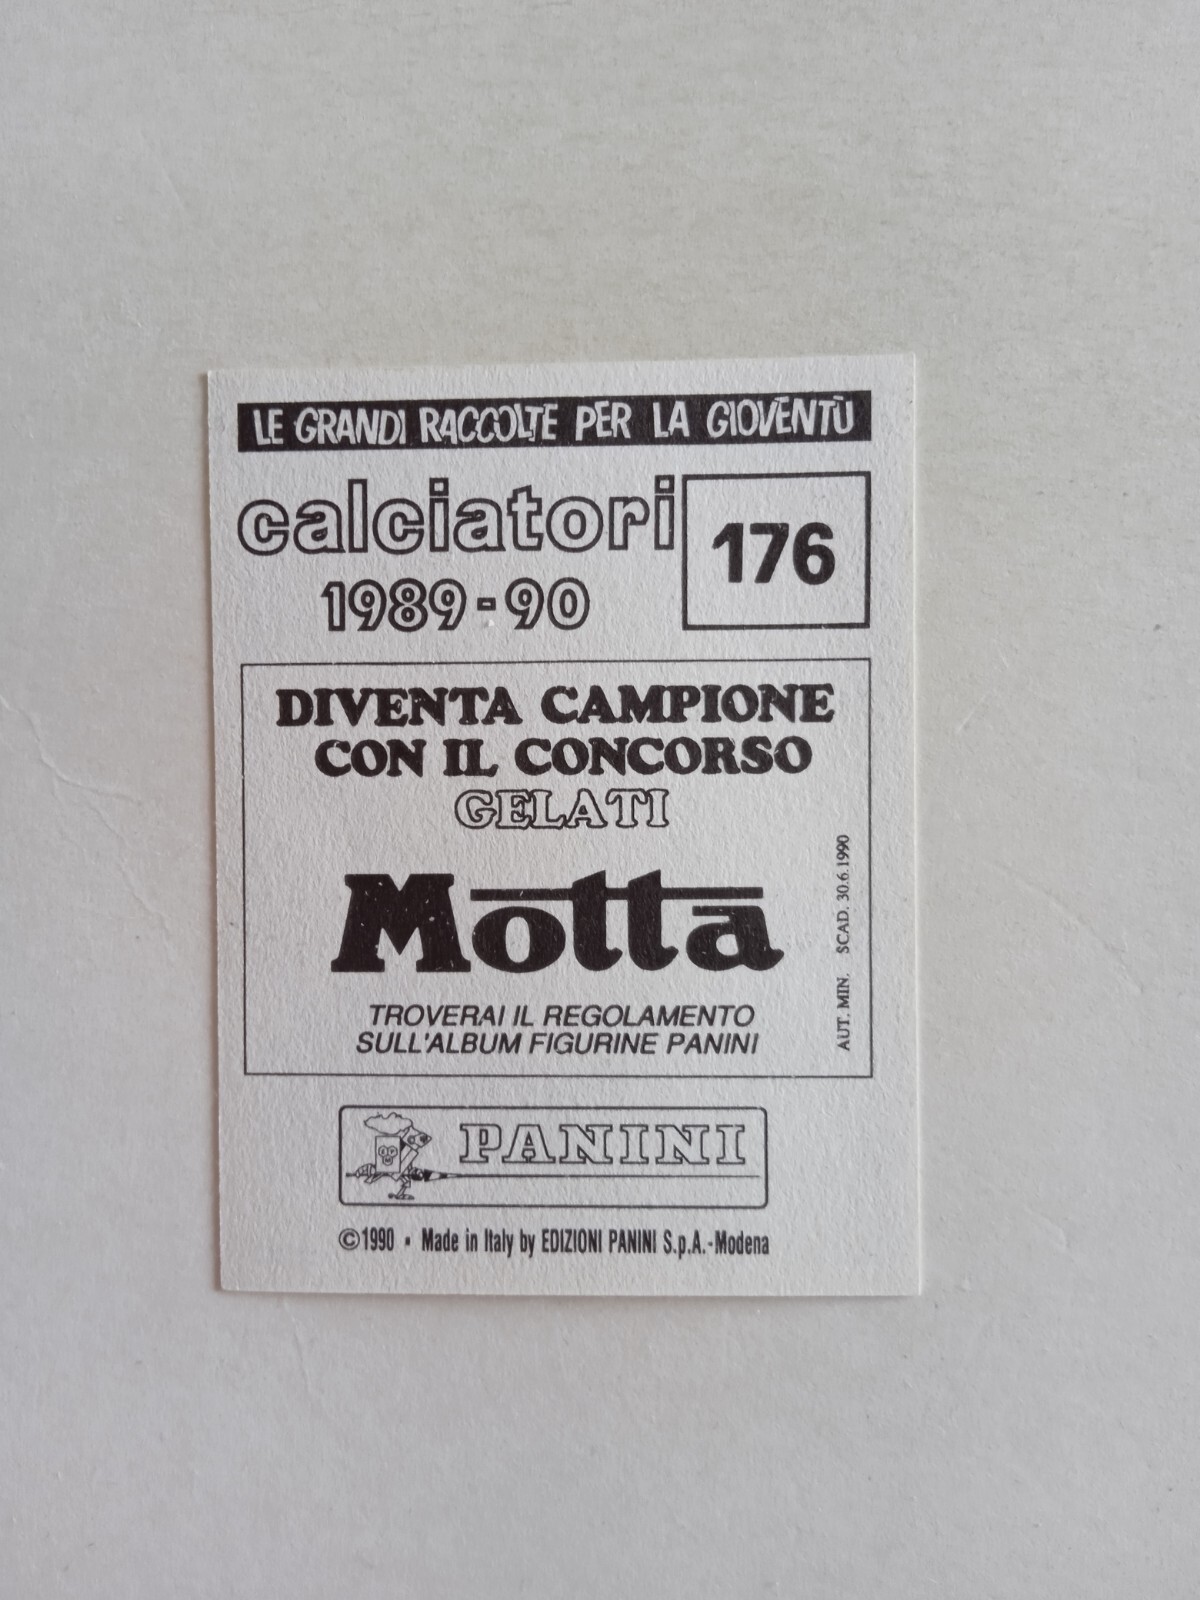 LE GRANDI RACCOLTE PER LA GIOVENTÙ
calciatori
1989-90
176
DIVENTA CAMPIONE
CON IL CONCORSO
GELATI
Motta
TROVERAI IL REGOLAMENTO
SULL'ALBUM FIGURINE PANINI
AUT. MIN. SCAD. 30.6.1990
PANINI
©1990 ▪ Made in Italy by EDIZIONI PANINI S.p.A.-Modena